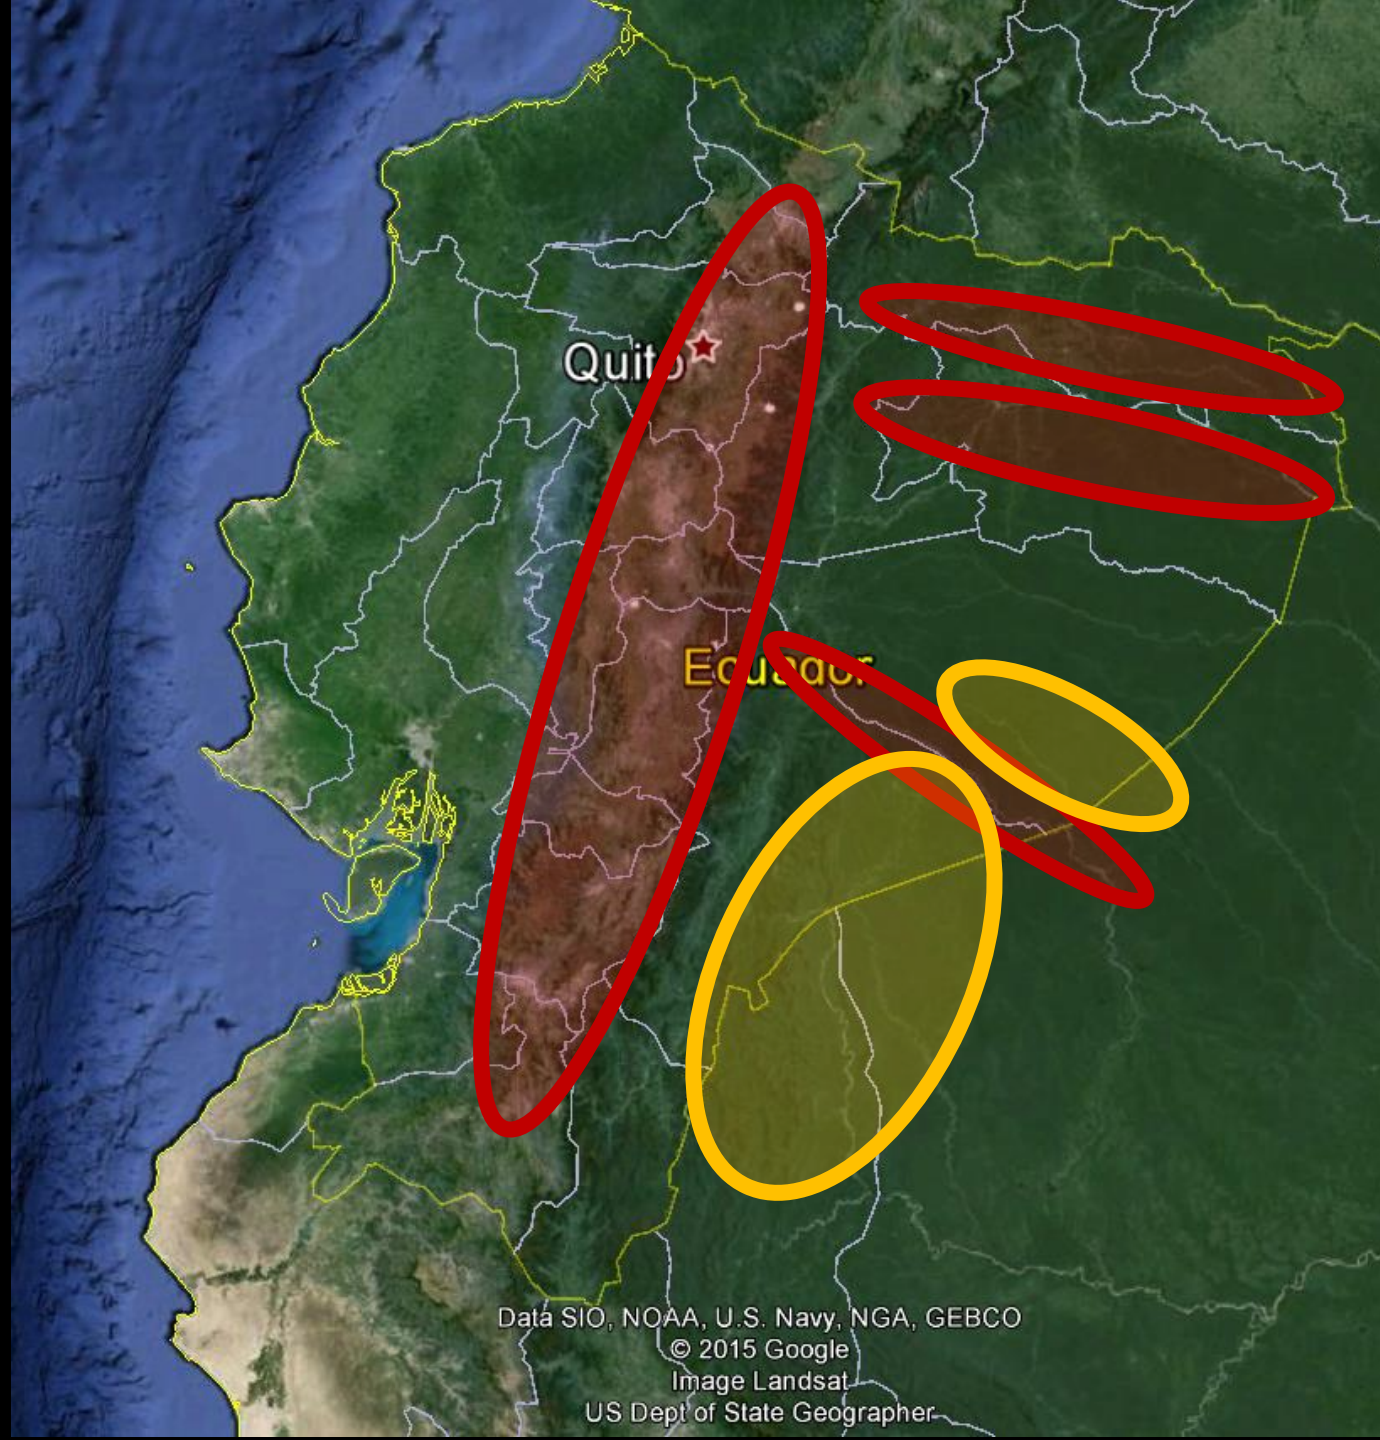 Quito
Ecuador
Data SIO, NOAA, U.S. Navy, NGA, GEBCO
© 2015 Google
Image Landsat
US Dept of State Geographer